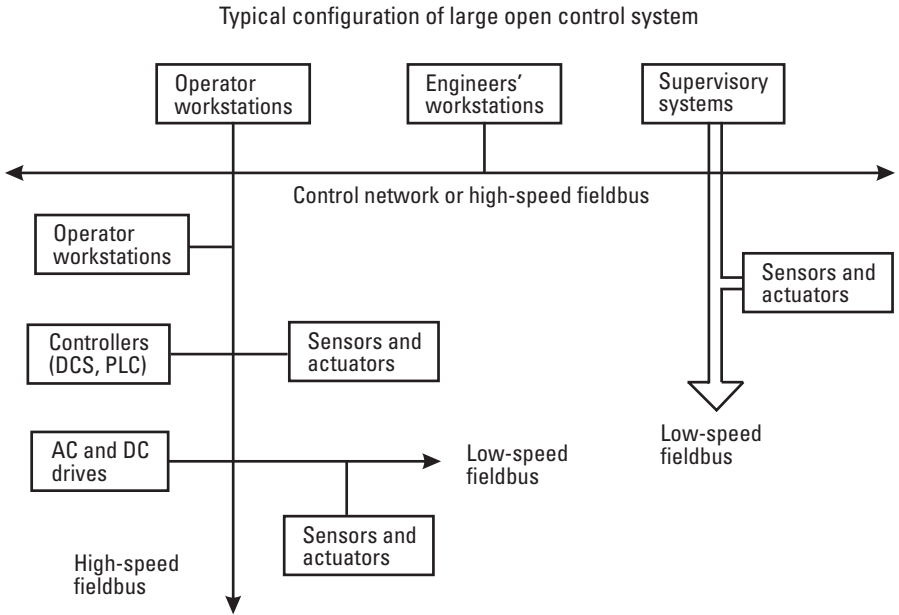 Typical configuration of large open control system
Operator
workstations
Engineers’
workstations
Supervisory
systems
Control network or high-speed fieldbus
Operator
workstations
Sensors and
actuators
Controllers
(DCS, PLC)
Sensors and
actuators
Low-speed
fieldbus
AC and DC
drives
Low-speed
fieldbus
Sensors and
actuators
High-speed
fieldbus